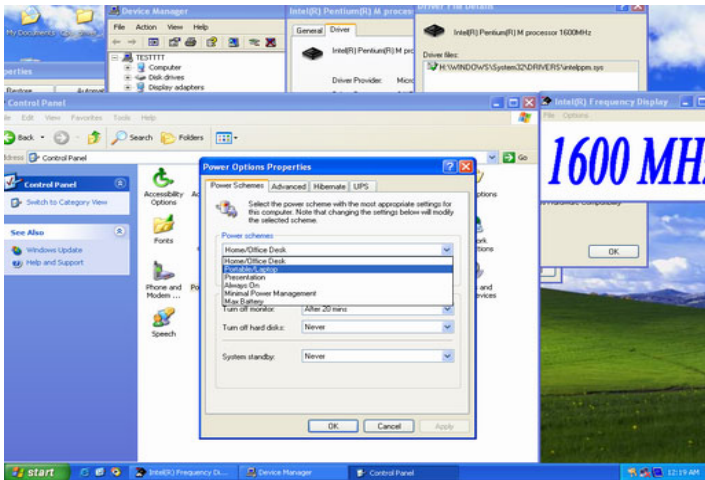 My Documents
Device Manager
File Action View Help
TESTTTT
Computer
Disk drives
Display adapters
Intel(R) Pentium(R) M proces
General Driver
Intel(R) Pentium(R) M proc
Driver Provider: Micro
Driver File Details
Intel(R) Pentium(R) M processor 1600MHz
Driver files:
H:\WINDOWS\System32\DRIVERS\intelppm.sys
perties
Restore Automat
Control Panel
Edit View Favorites Tools Help
Back Search Folders
Control Panel Go
Control Panel
Switch to Category View
See Also
Windows Update
Help and Support
Accessibility Options
Fonts
Phone and Modem ...
Speech
Power Options Properties
Power Schemes Advanced Hibernate UPS
Select the power scheme with the most appropriate settings for
this computer. Note that changing the settings below will modify
the selected scheme.
Power schemes
Home/Office Desk
Home/Office Desk
Portable/Laptop
Presentation
Always On
Minimal Power Management
Max Battery
Turn off monitor: After 20 mins
Turn off hard disks: Never
System standby: Never
OK Cancel Apply
Intel(R) Frequency Display
File Options
1600 MHz
OK
start
Intel(R) Frequency Di...
Device Manager
Control Panel
12:19 AM